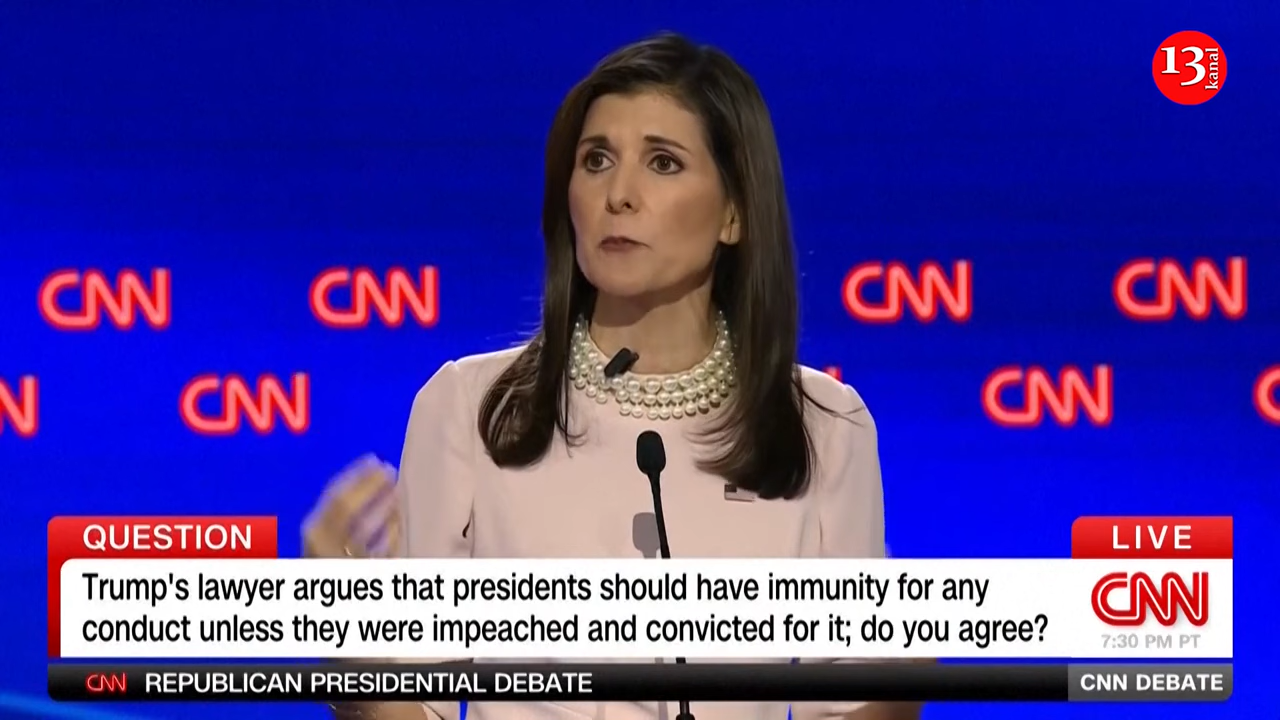 13
kanal
CNN CNN CNN CNN
CNN CNN
QUESTION
LIVE
Trump's lawyer argues that presidents should have immunity for any
conduct unless they were impeached and convicted for it; do you agree?
CNN
7:30 PM PT
CNN REPUBLICAN PRESIDENTIAL DEBATE
CNN DEBATE